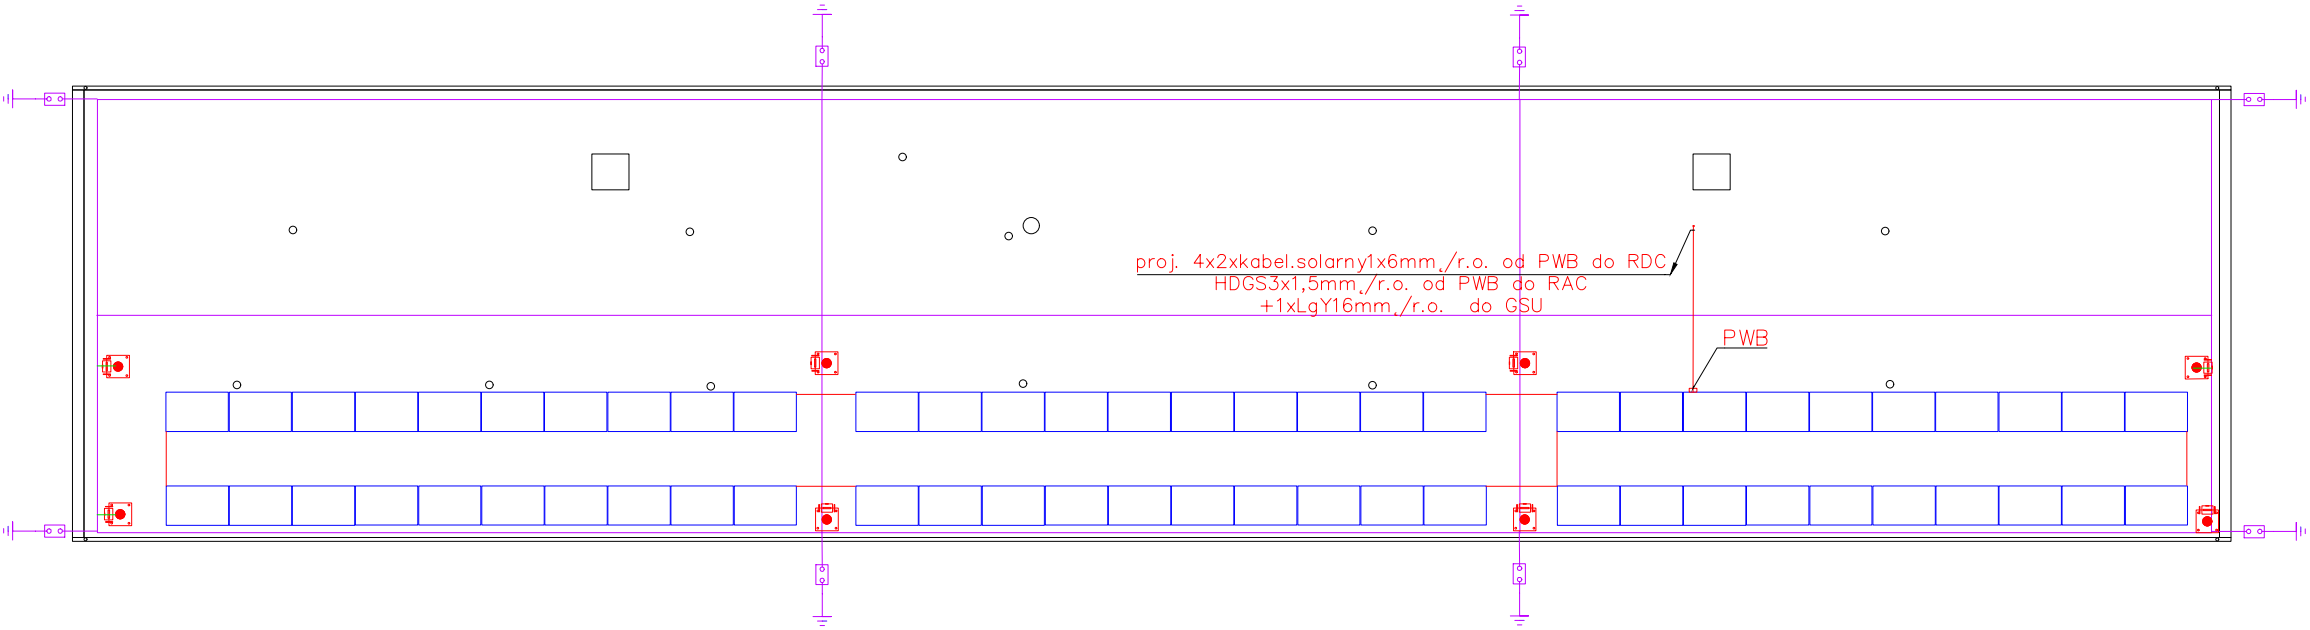 proj. 4x2xkabel.solarny1x6mm,/r.o. od PWB do RDC
HDGS3x1,5mm,/r.o. od PWB do RAC
+1xLgY16mm,/r.o. do GSU
PWB